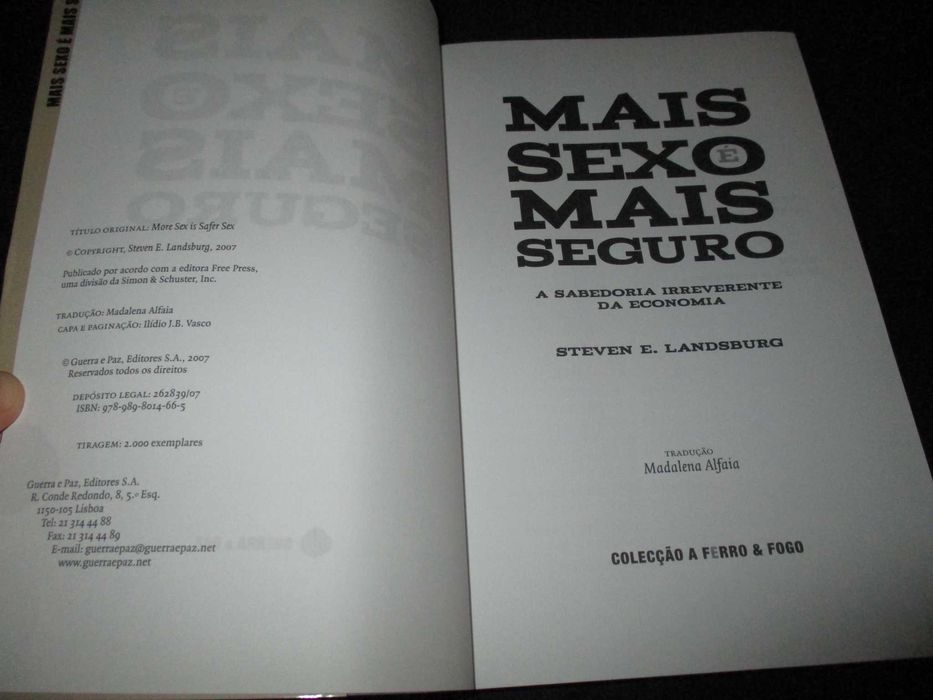 MAIS SEXO É MAIS S
TÍTULO ORIGINAL: More Sex is Safer Sex
© COPYRIGHT, Steven E. Landsburg, 2007
Publicado por acordo com a editora Free Press,
uma divisão da Simon & Schuster, Inc.
TRADUÇÃO: Madalena Alfaia
CAPA E PAGINAÇÃO: Ilídio J.B. Vasco
© Guerra e Paz, Editores S.A., 2007
Reservados todos os direitos
DEPÓSITO LEGAL: 262839/07
ISBN: 978-989-8014-66-5
TIRAGEM: 2.000 exemplares
Guerra e Paz, Editores S.A.
R. Conde Redondo, 8, 5.º Esq.
1150-105 Lisboa
Tel: 21 314 44 88
Fax: 21 314 44 89
E-mail: guerraepaz@guerraepaz.net
www.guerraepaz.net
MAIS
SEXO É
MAIS
SEGURO
A SABEDORIA IRREVERENTE
DA ECONOMIA
STEVEN E. LANDSBURG
TRADUÇÃO
Madalena Alfaia
COLECÇÃO A FERRO & FOGO